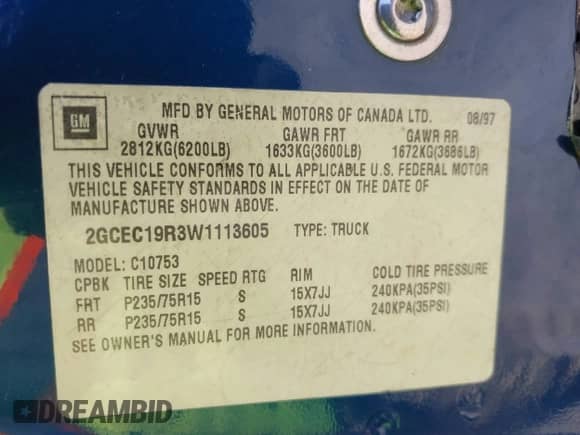 GM
MFD BY GENERAL MOTORS OF CANADA LTD. 08/97
GVWR GAWR FRT GAWR RR
2812KG(6200LB) 1633KG(3600LB) 1672KG(3686LB)
THIS VEHICLE CONFORMS TO ALL APPLICABLE U.S. FEDERAL MOTOR
VEHICLE SAFETY STANDARDS IN EFFECT ON THE DATE OF
MANUFACTURE SHOWN ABOVE.
2GCEC19R3W1113605 TYPE: TRUCK
MODEL: C10753
CPBK TIRE SIZE SPEED RTG RIM COLD TIRE PRESSURE
FRT P235/75R15 S 15X7JJ 240KPA(35PSI)
RR P235/75R15 S 15X7JJ 240KPA(35PSI)
SEE OWNER'S MANUAL FOR MORE INFORMATION.
DREAMBID